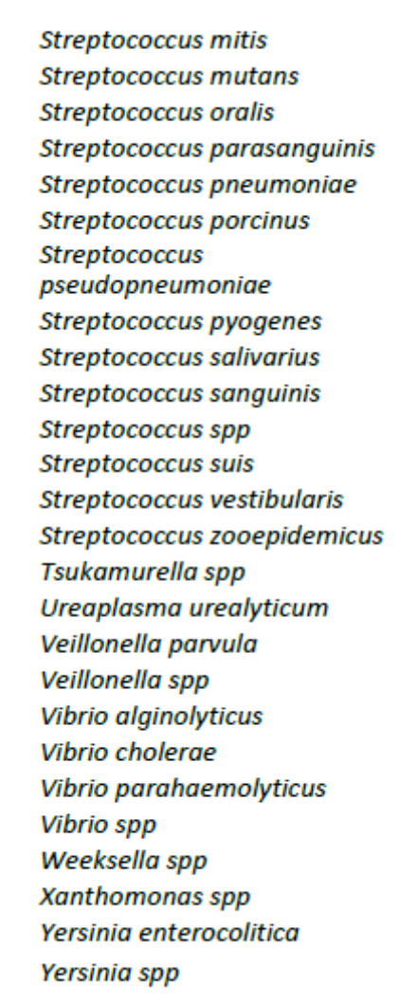 Streptococcus mitis
Streptococcus mutans
Streptococcus oralis
Streptococcus parasanguinis
Streptococcus pneumoniae
Streptococcus porcinus
Streptococcus
pseudopneumoniae
Streptococcus pyogenes
Streptococcus salivarius
Streptococcus sanguinis
Streptococcus spp
Streptococcus suis
Streptococcus vestibularis
Streptococcus zooepidemicus
Tsukamurella spp
Ureaplasma urealyticum
Veillonella parvula
Veillonella spp
Vibrio alginolyticus
Vibrio cholerae
Vibrio parahaemolyticus
Vibrio spp
Weeksella spp
Xanthomonas spp
Yersinia enterocolitica
Yersinia spp